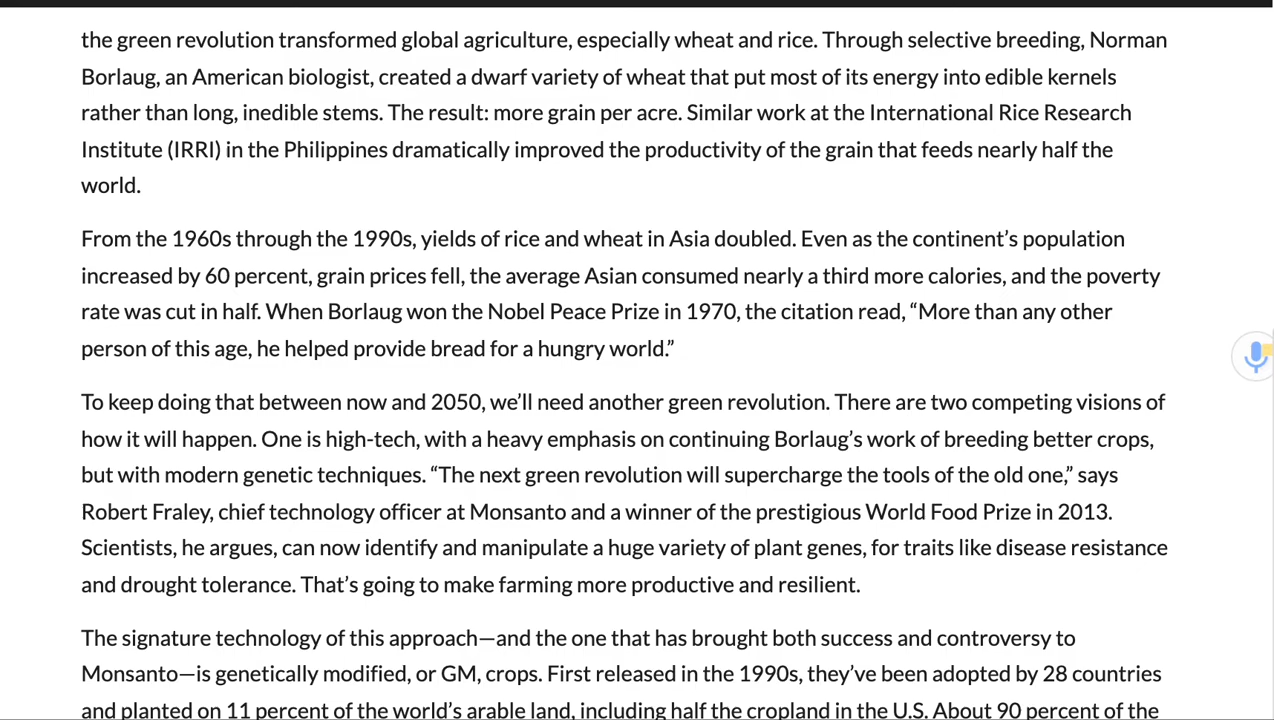 the green revolution transformed global agriculture, especially wheat and rice. Through selective breeding, Norman
Borlaug, an American biologist, created a dwarf variety of wheat that put most of its energy into edible kernels
rather than long, inedible stems. The result: more grain per acre. Similar work at the International Rice Research
Institute (IRRI) in the Philippines dramatically improved the productivity of the grain that feeds nearly half the
world.
From the 1960s through the 1990s, yields of rice and wheat in Asia doubled. Even as the continent’s population
increased by 60 percent, grain prices fell, the average Asian consumed nearly a third more calories, and the poverty
rate was cut in half. When Borlaug won the Nobel Peace Prize in 1970, the citation read, “More than any other
person of this age, he helped provide bread for a hungry world.”
To keep doing that between now and 2050, we’ll need another green revolution. There are two competing visions of
how it will happen. One is high-tech, with a heavy emphasis on continuing Borlaug’s work of breeding better crops,
but with modern genetic techniques. “The next green revolution will supercharge the tools of the old one,” says
Robert Fraley, chief technology officer at Monsanto and a winner of the prestigious World Food Prize in 2013.
Scientists, he argues, can now identify and manipulate a huge variety of plant genes, for traits like disease resistance
and drought tolerance. That’s going to make farming more productive and resilient.
The signature technology of this approach—and the one that has brought both success and controversy to
Monsanto—is genetically modified, or GM, crops. First released in the 1990s, they’ve been adopted by 28 countries
and planted on 11 percent of the world’s arable land, including half the cropland in the U.S. About 90 percent of the